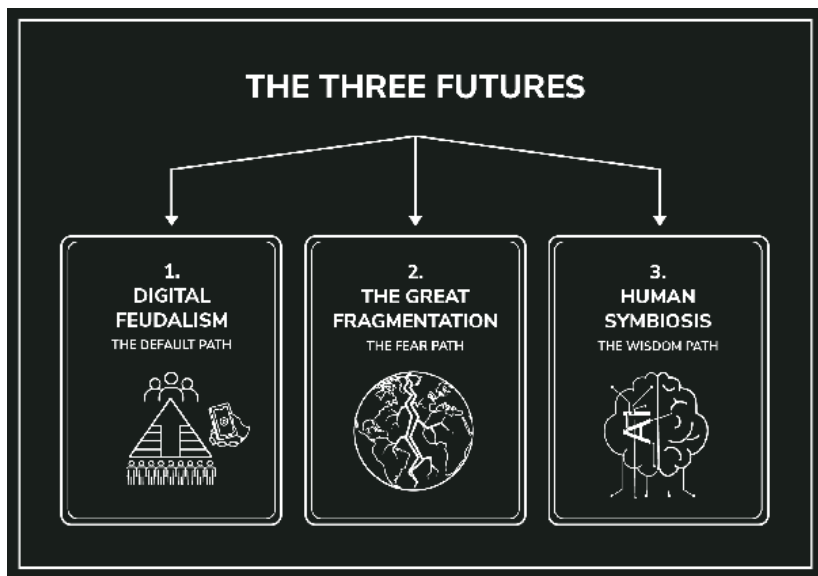 THE THREE FUTURES
1.
DIGITAL
FEUDALISM
THE DEFAULT PATH
2.
THE GREAT
FRAGMENTATION
THE FEAR PATH
3.
HUMAN
SYMBIOSIS
THE WISDOM PATH
AI